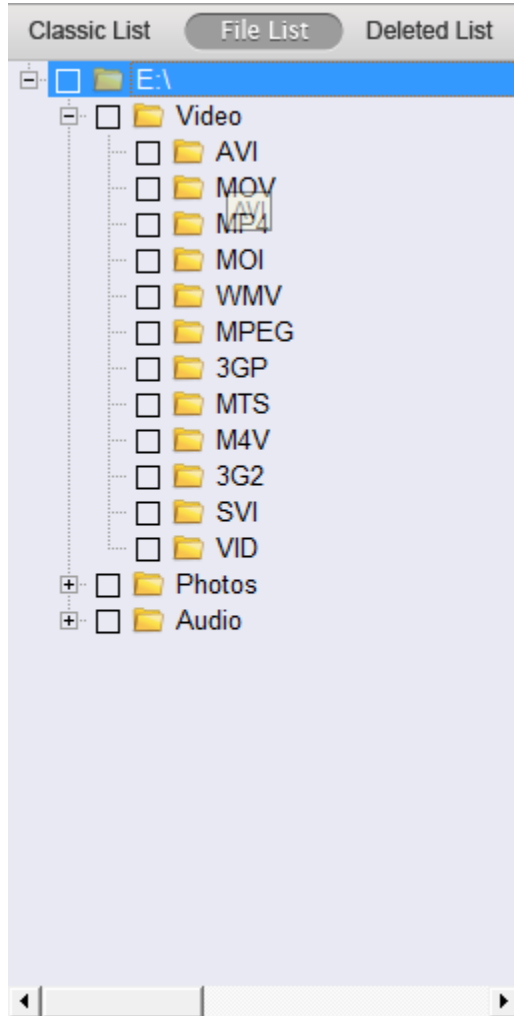 Classic List File List Deleted List
E:\
Video
AVI
MOV
AVI
MP4
MOI
WMV
MPEG
3GP
MTS
M4V
3G2
SVI
VID
Photos
Audio